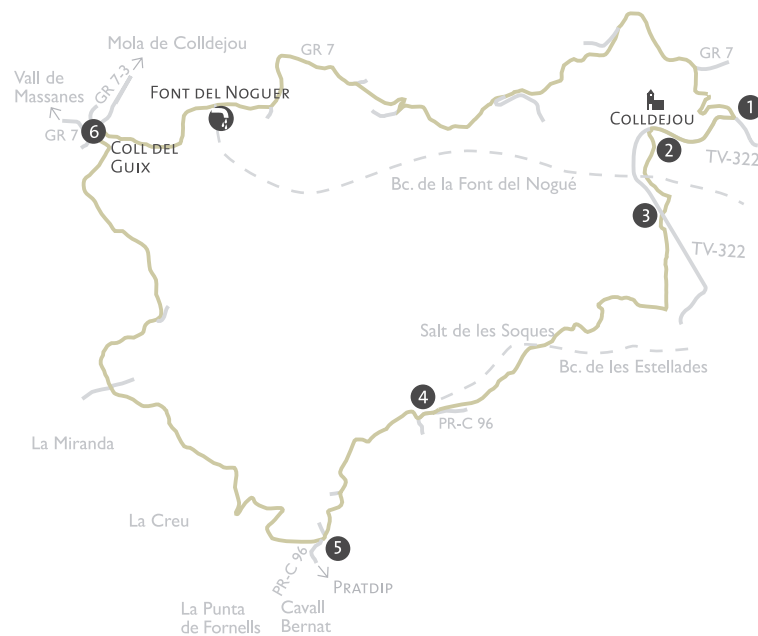 Mola de Colldejou
GR 7
GR 7
Vall de
Massanes
GR 7-3
FONT DEL NOGUER
1
COLLDEJOU
6
GR 7
COLL DEL
GUIX
2
TV-322
Bc. de la Font del Nogué
3
TV-322
Salt de les Soques
Bc. de les Estellades
4
PR-C 96
La Miranda
La Creu
5
PR-C 96
PRATDIP
La Punta
de Fornells
Cavall
Bernat